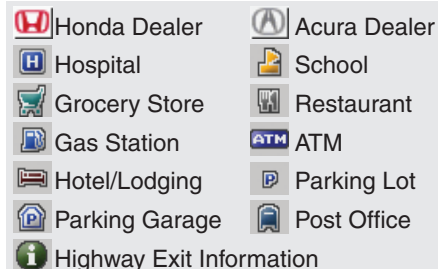 Honda Dealer Acura Dealer
H Hospital School
Grocery Store Restaurant
Gas Station ATM ATM
Hotel/Lodging P Parking Lot
P Parking Garage Post Office
i Highway Exit Information